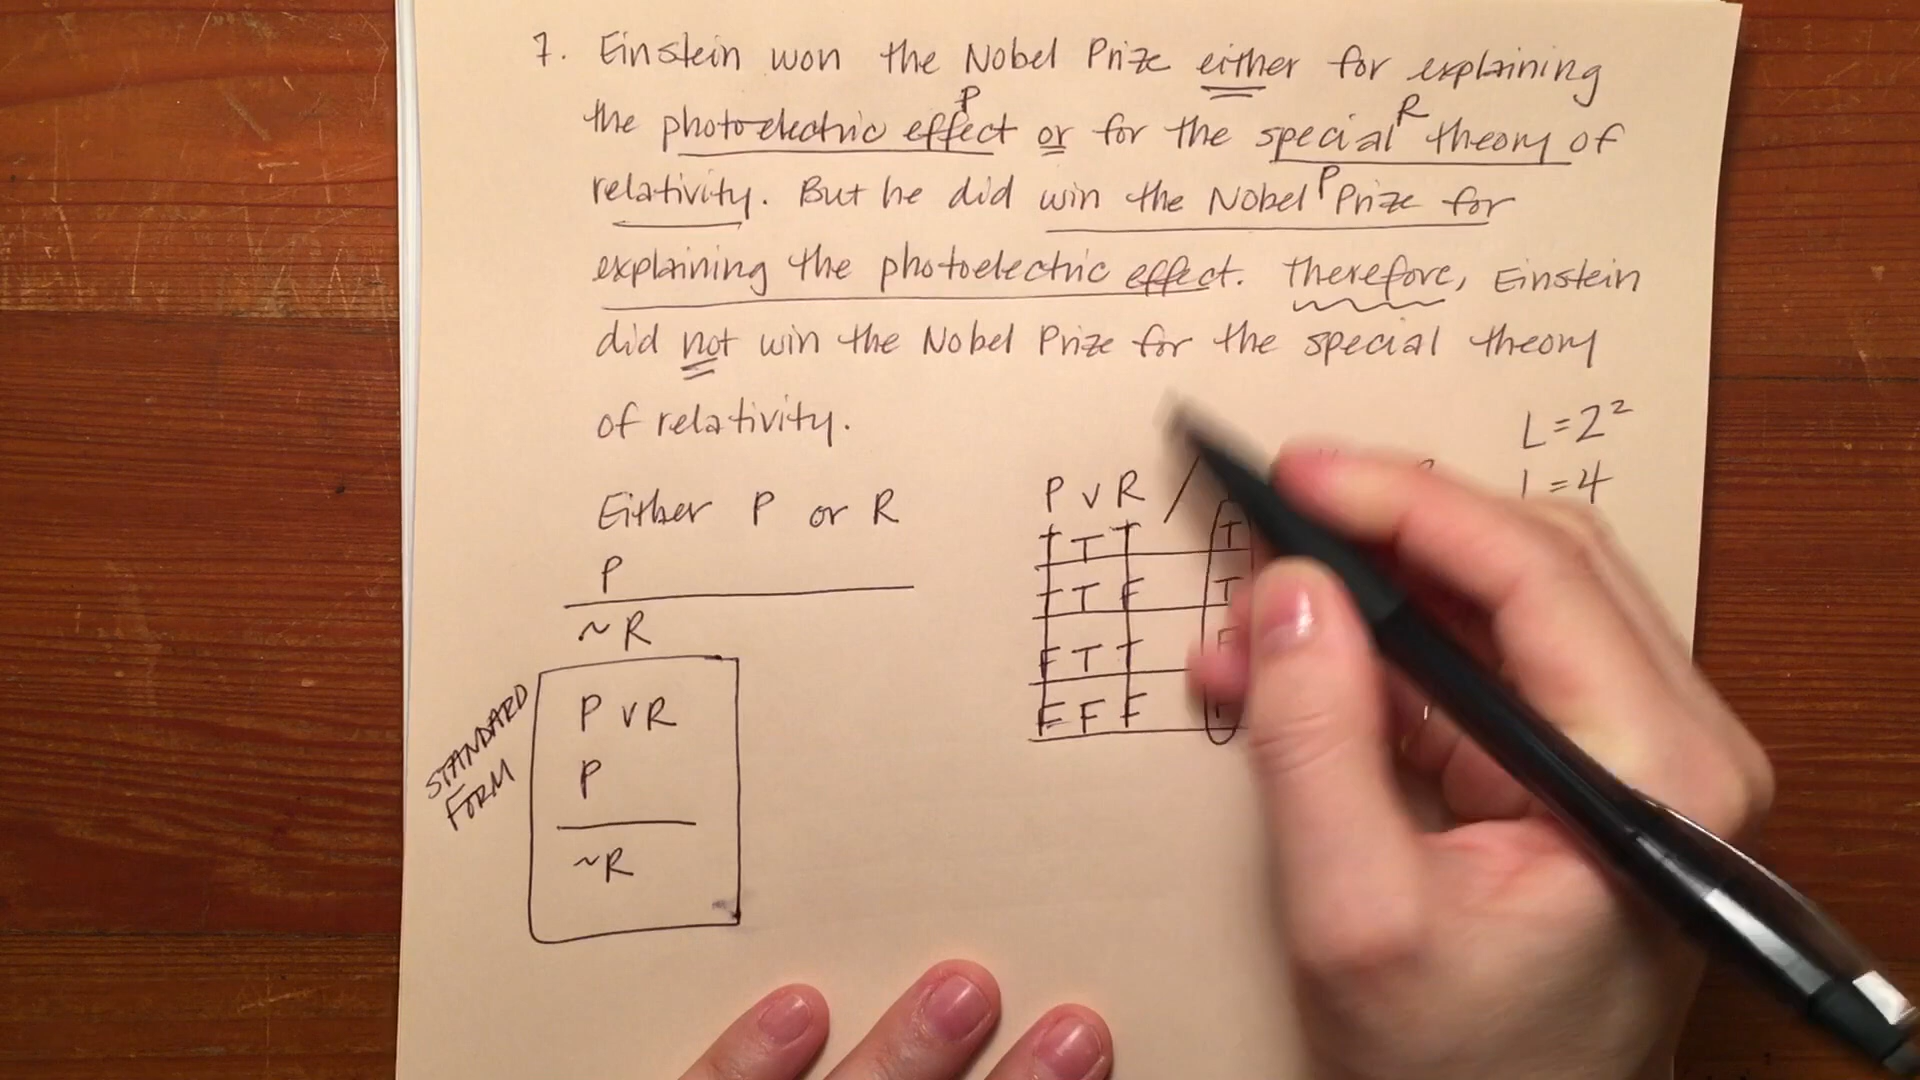 7. Einstein won the Nobel Prize either for explaining
P R
the photoelectric effect or for the special theory of
P
relativity. But he did win the Nobel Prize for
explaining the photoelectric effect. Therefore, Einstein
did not win the Nobel Prize for the special theory
of relativity.
L=2²
L=4
Either P or R
P
~R
STANDARD
FORM
P v R
P
~R
P v R /
T T T T
T T F T
F T T F
F F F